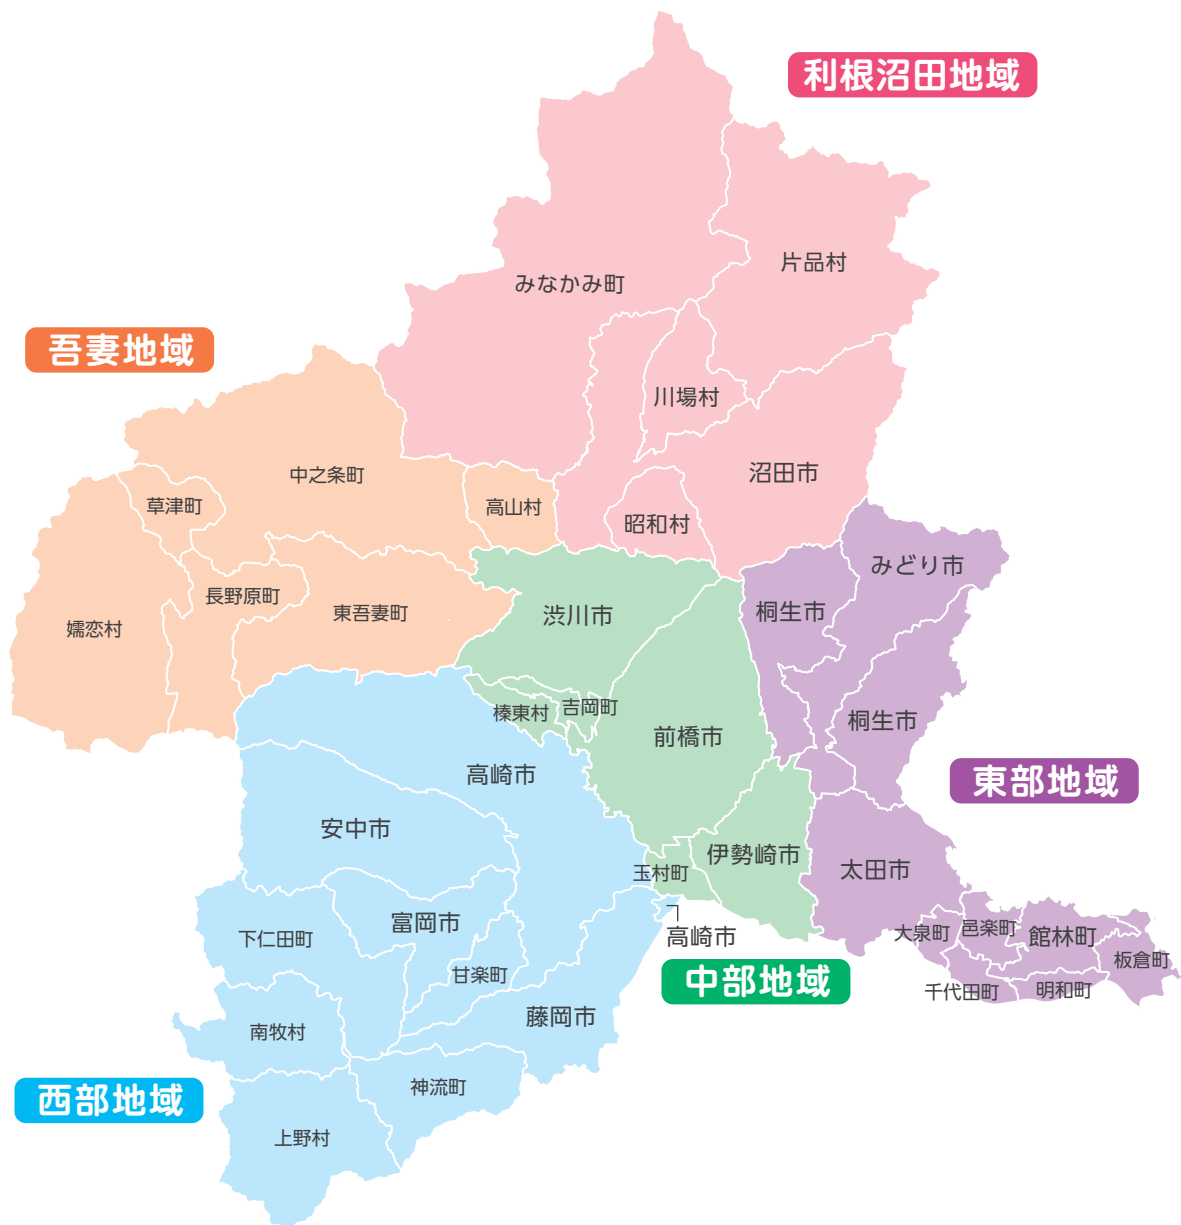 利根沼田地域
片品村
みなかみ町
川場村
沼田市
昭和村
吾妻地域
中之条町
草津町
高山村
長野原町
東吾妻町
嬬恋村
みどり市
桐生市
桐生市
渋川市
吉岡町
榛東村
前橋市
伊勢崎市
玉村町
高崎市
中部地域
東部地域
太田市
大泉町
邑楽町
館林町
板倉町
千代田町
明和町
高崎市
安中市
富岡市
下仁田町
甘楽町
藤岡市
南牧村
神流町
上野村
西部地域